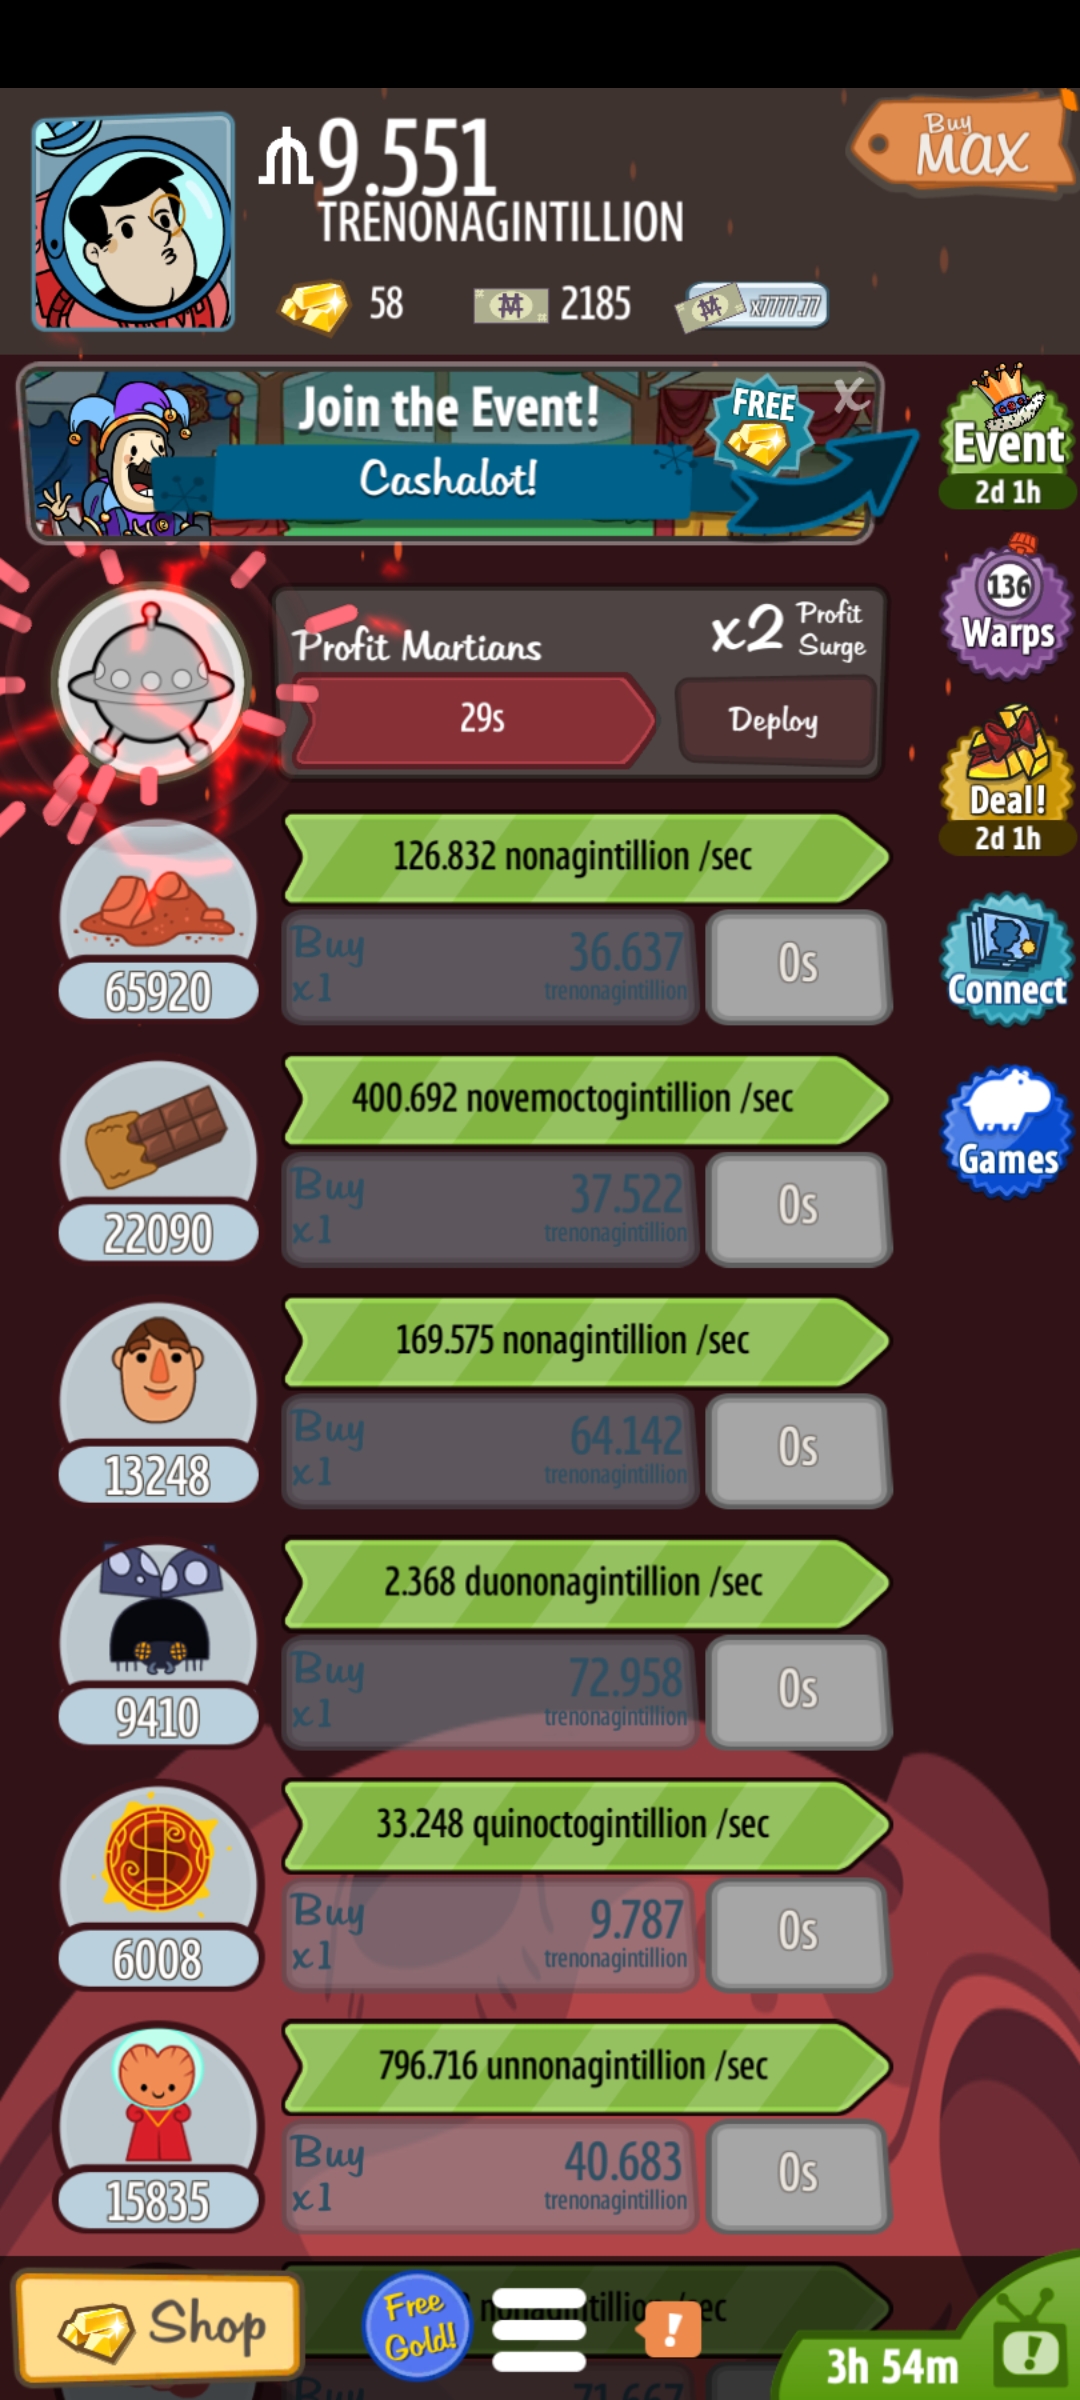 9.551
TRENONAGINTILLION
Buy
MAX
58
2185
x7777.77
Join the Event!
FREE
X
Cashalot!
Event
2d 1h
136
Warps
Profit Martians
x2 Profit
Surge
29s
Deploy
Deal!
2d 1h
126.832 nonagintillion /sec
Buy
x1
36.637
trenonagintillion
0s
65920
Connect
400.692 novemoctogintillion /sec
Buy
x1
37.522
trenonagintillion
0s
22090
Games
169.575 nonagintillion /sec
Buy
x1
64.142
trenonagintillion
0s
13248
2.368 duononagintillion /sec
Buy
x1
72.958
trenonagintillion
0s
9410
33.248 quinoctogintillion /sec
Buy
x1
9.787
trenonagintillion
0s
6008
796.716 unnonagintillion /sec
Buy
x1
40.683
trenonagintillion
0s
15835
Shop
Free
Gold!
!
3h 54m
!
Buy
71.667